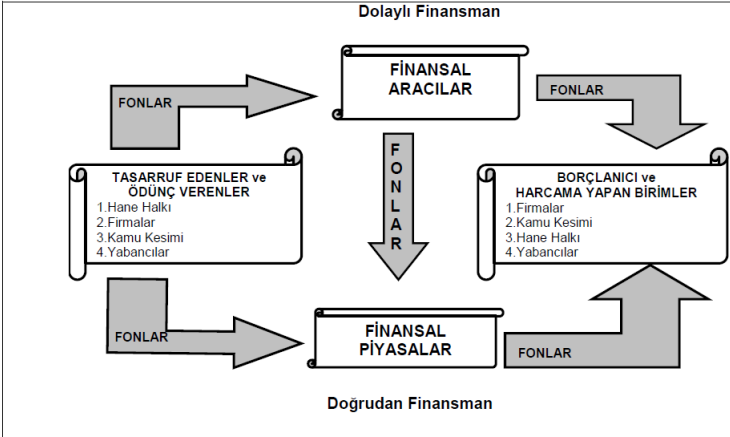 Dolaylı Finansman
FİNANSAL
ARACILAR
FONLAR
FONLAR
FONLAR
TASARRUF EDENLER ve
ÖDÜNÇ VERENLER
1.Hane Halkı
2.Firmalar
3.Kamu Kesimi
4.Yabancılar
BORÇLANICI ve
HARCAMA YAPAN BİRİMLER
1.Firmalar
2.Kamu Kesimi
3.Hane Halkı
4.Yabancılar
FONLAR
FİNANSAL
PİYASALAR
FONLAR
Doğrudan Finansman